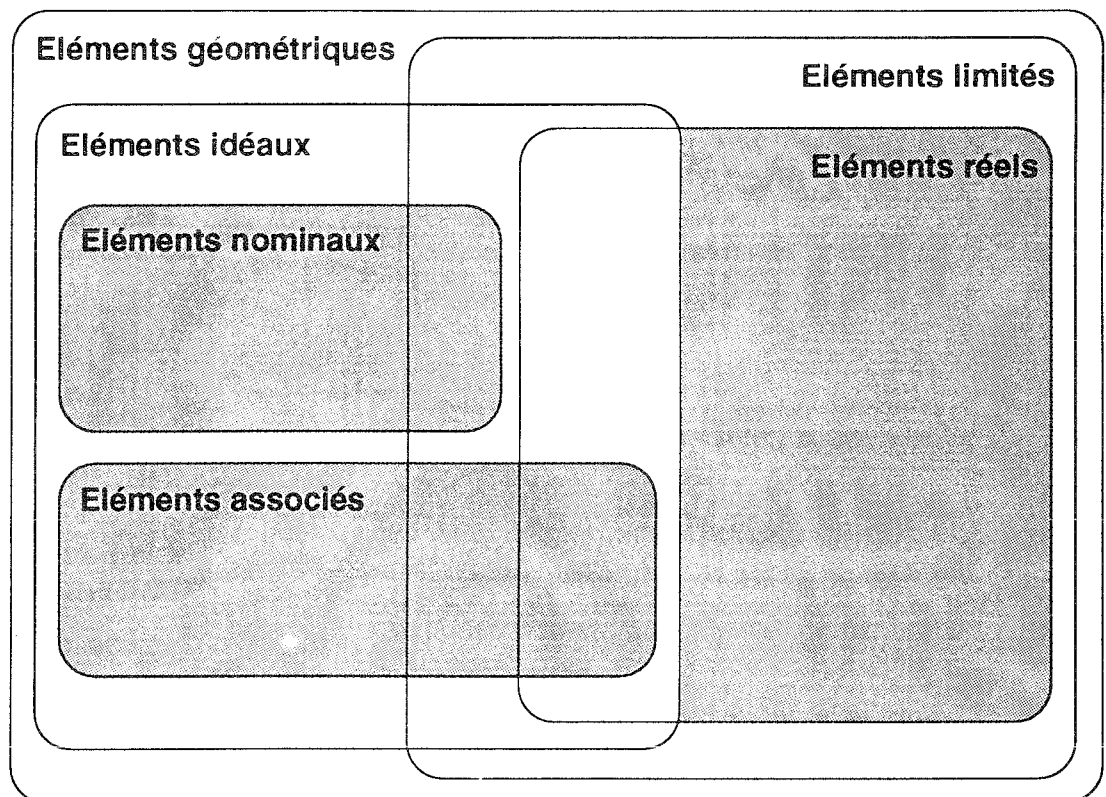 Eléments géométriques
Eléments limités
Eléments idéaux
Eléments réels
Eléments nominaux
Eléments associés